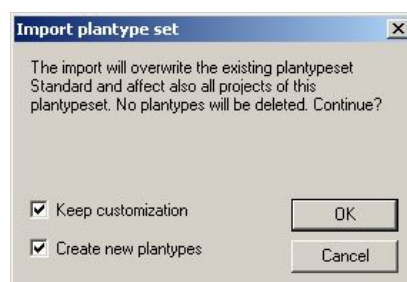 Import plantype set
The import will overwrite the existing plantypeset
Standard and affect also all projects of this
plantypeset. No plantypes will be deleted. Continue?
Keep customization
OK
Create new plantypes
Cancel